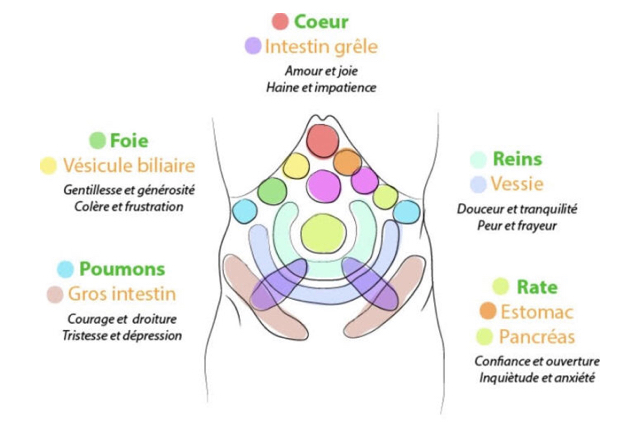 Coeur
Intestin grêle
Amour et joie
Haine et impatience
Foie
Vésicule biliaire
Gentillesse et générosité
Colère et frustration
Reins
Vessie
Douceur et tranquilité
Peur et frayeur
Poumons
Gros intestin
Courage et droiture
Tristesse et dépression
Rate
Estomac
Pancréas
Confiance et ouverture
Inquiètude et anxiété